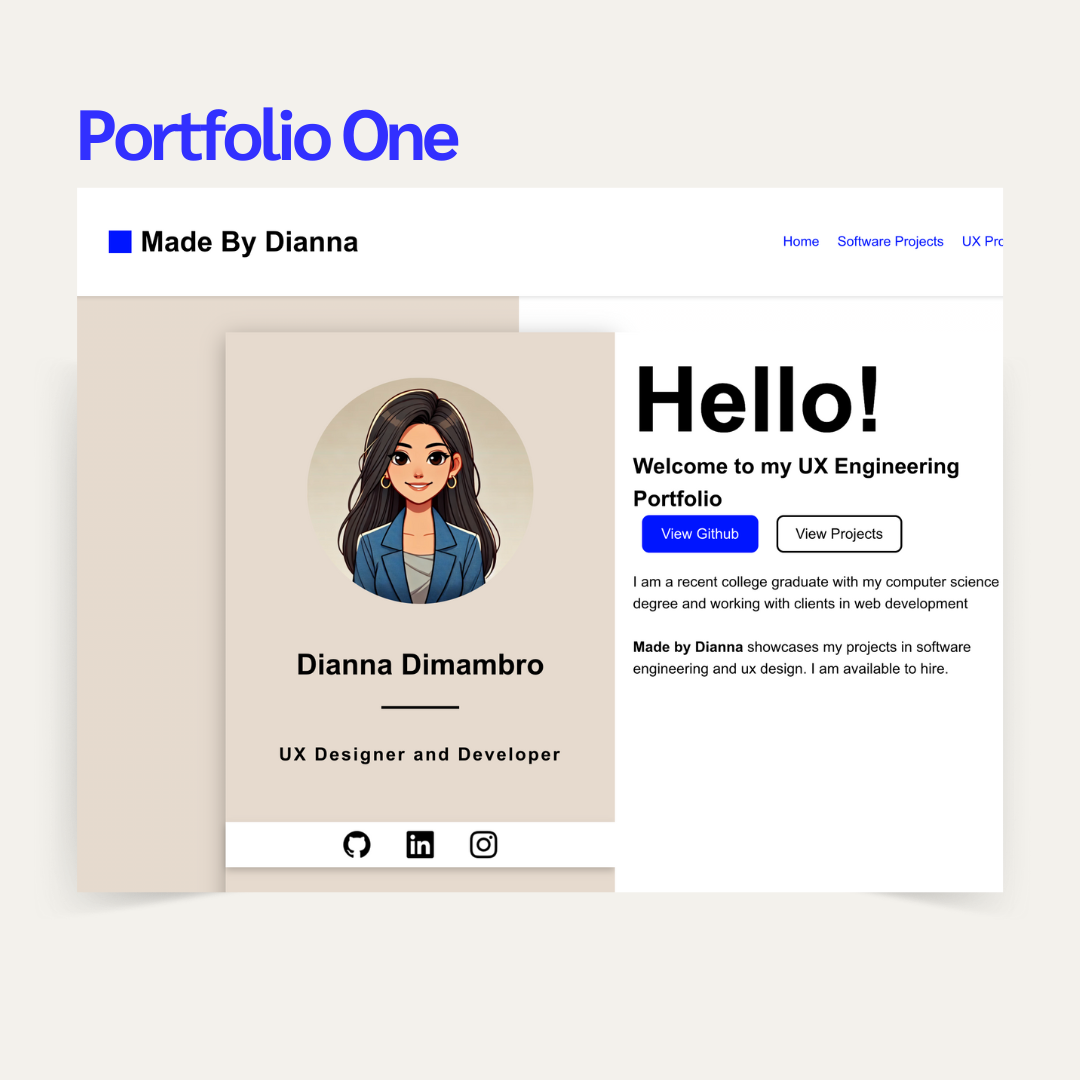 Portfolio One
Made By Dianna
Home Software Projects UX Pro
Hello!
Welcome to my UX Engineering
Portfolio
View Github View Projects
I am a recent college graduate with my computer science
degree and working with clients in web development
Made by Dianna showcases my projects in software
engineering and ux design. I am available to hire.
Dianna Dimambro
UX Designer and Developer
in